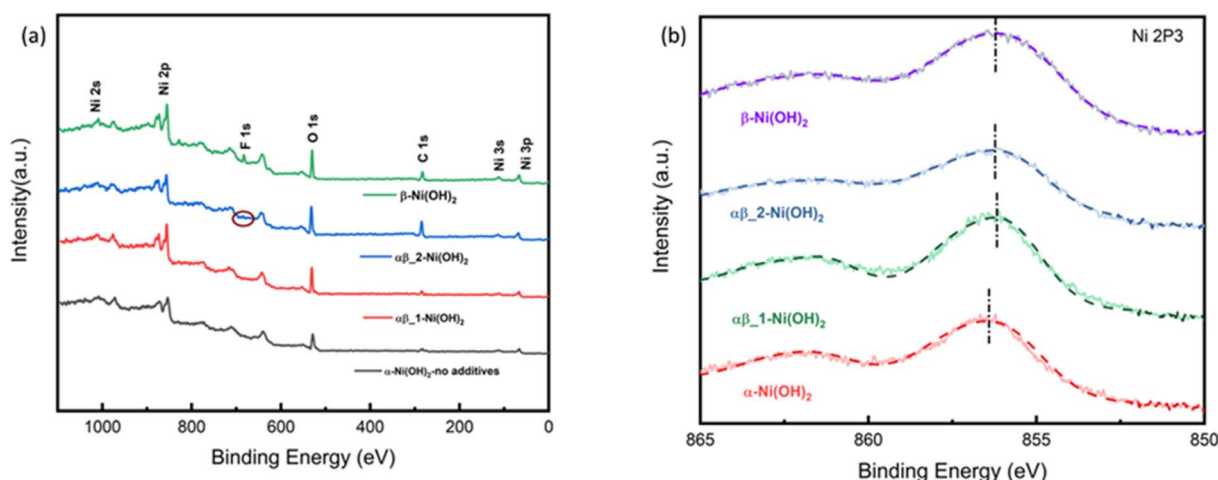 (a)
Ni 2s
Ni 2p
F 1s
O 1s
C 1s
Ni 3s
Ni 3p
β-Ni(OH)₂
αβ_2-Ni(OH)₂
αβ_1-Ni(OH)₂
α-Ni(OH)₂-no additives
Intensity(a.u.)
1000 800 600 400 200 0
Binding Energy (eV)
(b)
Ni 2P3
β-Ni(OH)₂
αβ_2-Ni(OH)₂
αβ_1-Ni(OH)₂
α-Ni(OH)₂
Intensity (a.u.)
865 860 855 850
Binding Energy (eV)